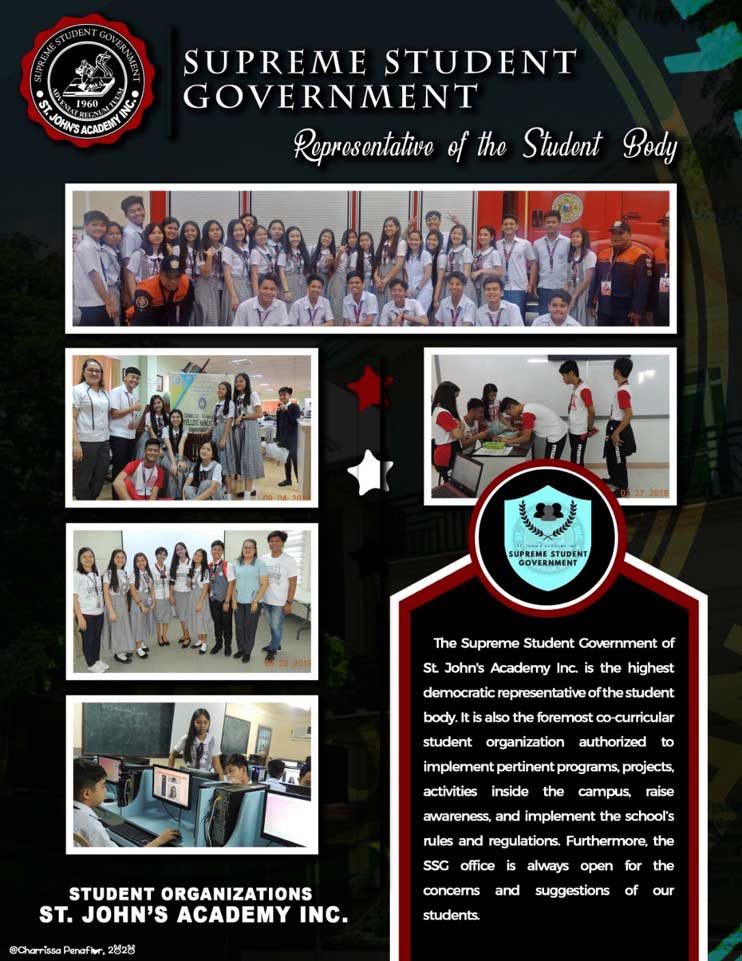 SUPREME STUDENT GOVERNMENT
ADVENIAT REGNUM TUUM
1960
ST. JOHN'S ACADEMY INC.
SUPREME STUDENT
GOVERNMENT
Representative of the Student Body
09 04 201
02 27 2019
ST. JOHN'S ACADEMY INC.
SUPREME STUDENT
GOVERNMENT
23 201
The Supreme Student Government of
St. John's Academy Inc. is the highest
democratic representative of the student
body. It is also the foremost co-curricular
student organization authorized to
implement pertinent programs, projects,
activities inside the campus, raise
awareness, and implement the school's
rules and regulations. Furthermore, the
SSG office is always open for the
concerns and suggestions of our
students.
STUDENT ORGANIZATIONS
ST. JOHN'S ACADEMY INC.
@Charrissa Penaflor, 2020